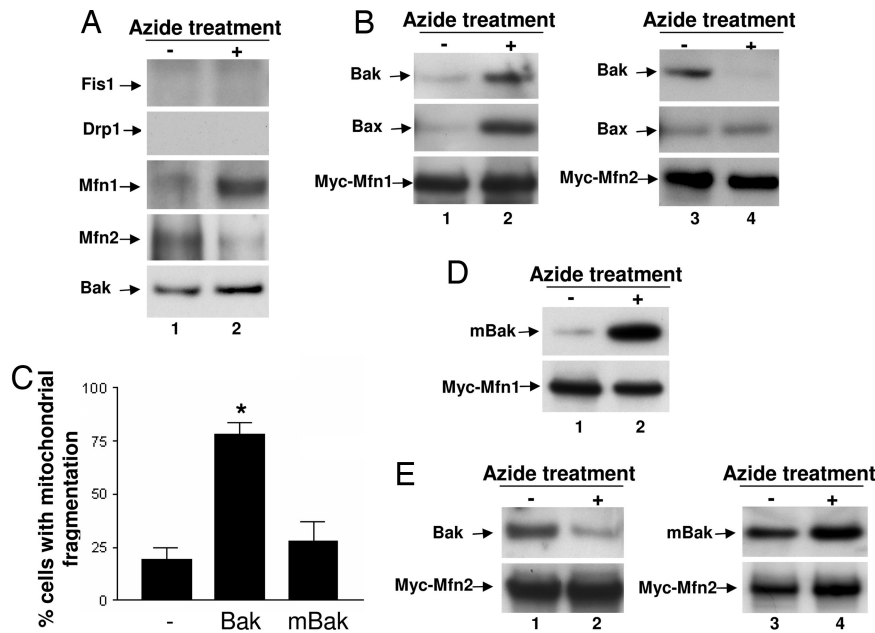 A
Azide treatment
- +
Fis1
Drp1
Mfn1
Mfn2
Bak
1 2
B
Azide treatment
- +
Bak
Bax
Myc-Mfn1
1 2
Azide treatment
- +
Bak
Bax
Myc-Mfn2
3 4
C
% cells with mitochondrial
fragmentation
100
75
50
25
0
*
- Bak mBak
D
Azide treatment
- +
mBak
Myc-Mfn1
1 2
E
Azide treatment
- +
Bak
Myc-Mfn2
1 2
Azide treatment
- +
mBak
Myc-Mfn2
3 4